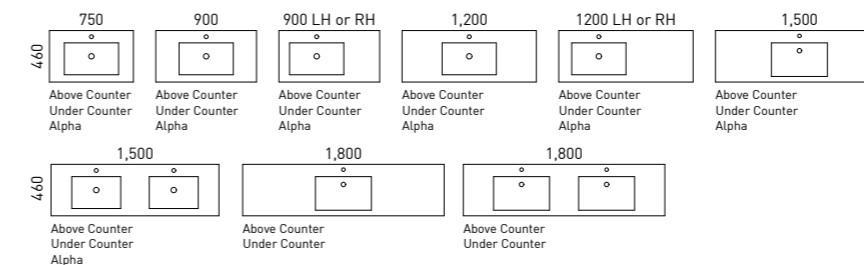 750 900 900 LH or RH 1,200 1200 LH or RH 1,500
460
Above Counter Above Counter Above Counter Above Counter Above Counter Above Counter
Under Counter Under Counter Under Counter Under Counter Under Counter Under Counter
Alpha Alpha Alpha Alpha Alpha Alpha
1,500 1,800 1,800
460
Above Counter Above Counter Above Counter
Under Counter Under Counter Under Counter
Alpha